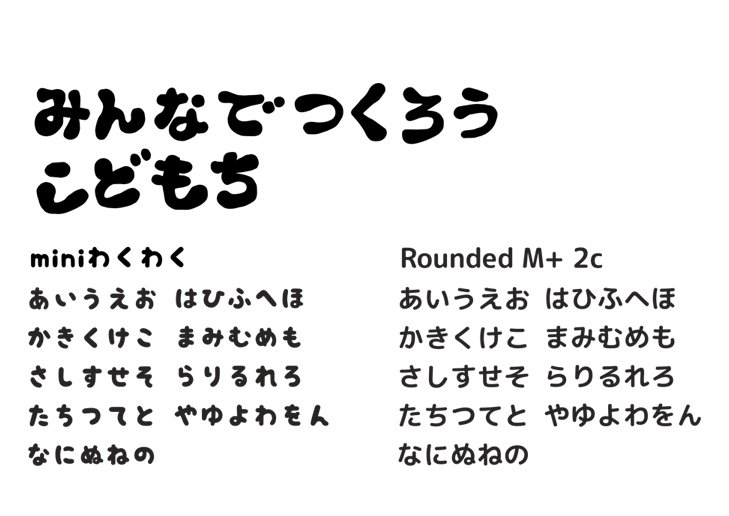 みんなでつくろう
こどもち
miniわくわく
あいうえお はひふへほ
かきくけこ まみむめも
さしすせそ らりるれろ
たちつてと やゆよわをん
なにぬねの
Rounded M+ 2c
あいうえお はひふへほ
かきくけこ まみむめも
さしすせそ らりるれろ
たちつてと やゆよわをん
なにぬねの